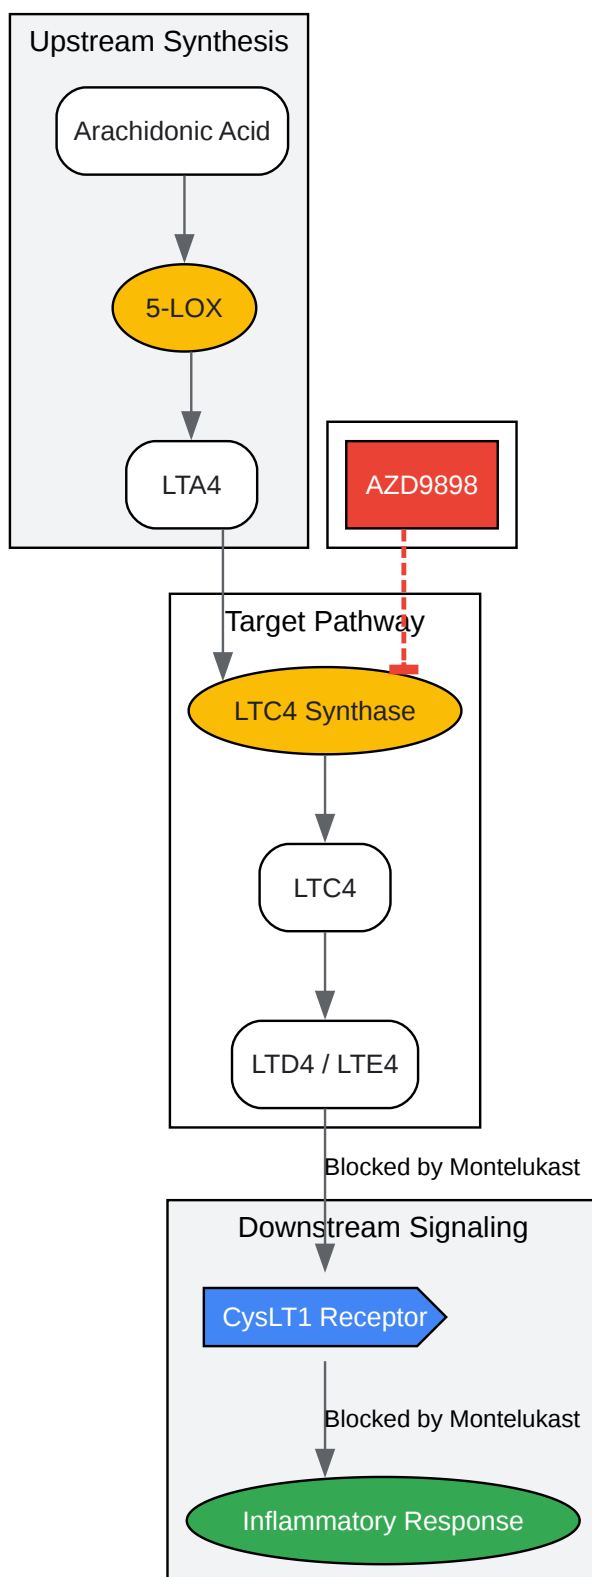 Upstream Synthesis
Arachidonic Acid
5-LOX
LTA4
AZD9898
Target Pathway
LTC4 Synthase
LTC4
LTD4 / LTE4
Blocked by Montelukast
Downstream Signaling
CysLT1 Receptor
Blocked by Montelukast
Inflammatory Response